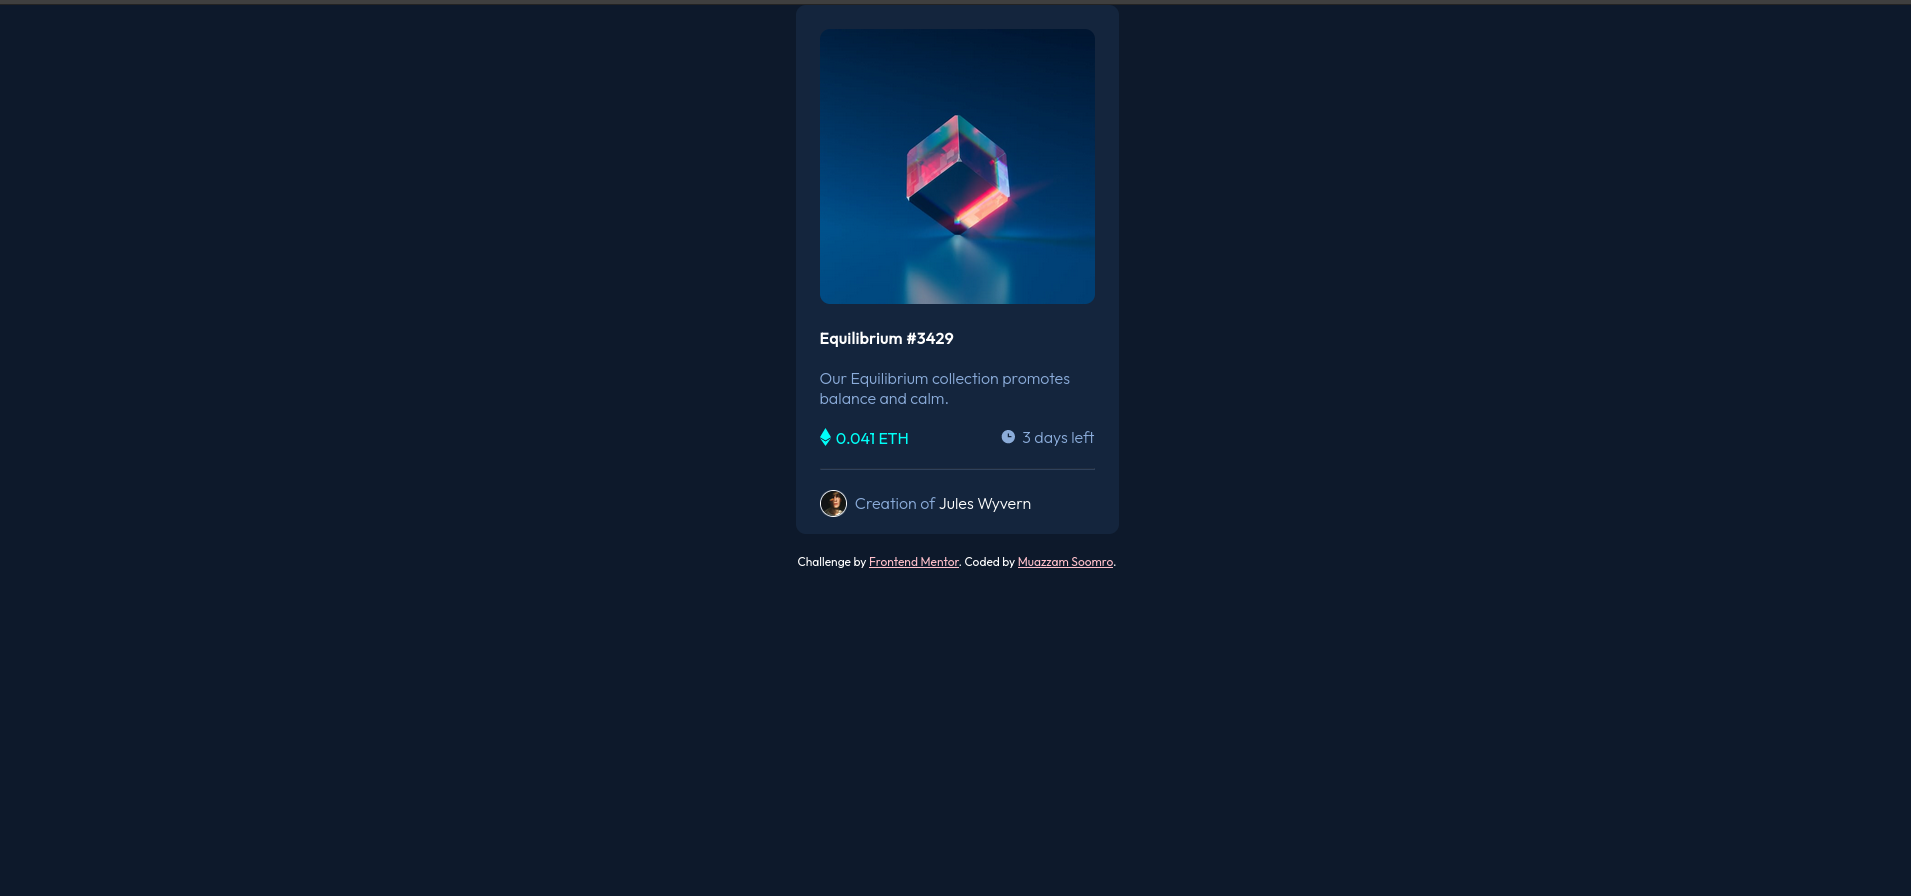 Equilibrium #3429
Our Equilibrium collection promotes
balance and calm.
0.041 ETH
3 days left
Creation of Jules Wyvern
Challenge by Frontend Mentor. Coded by Muazzam Soomro.